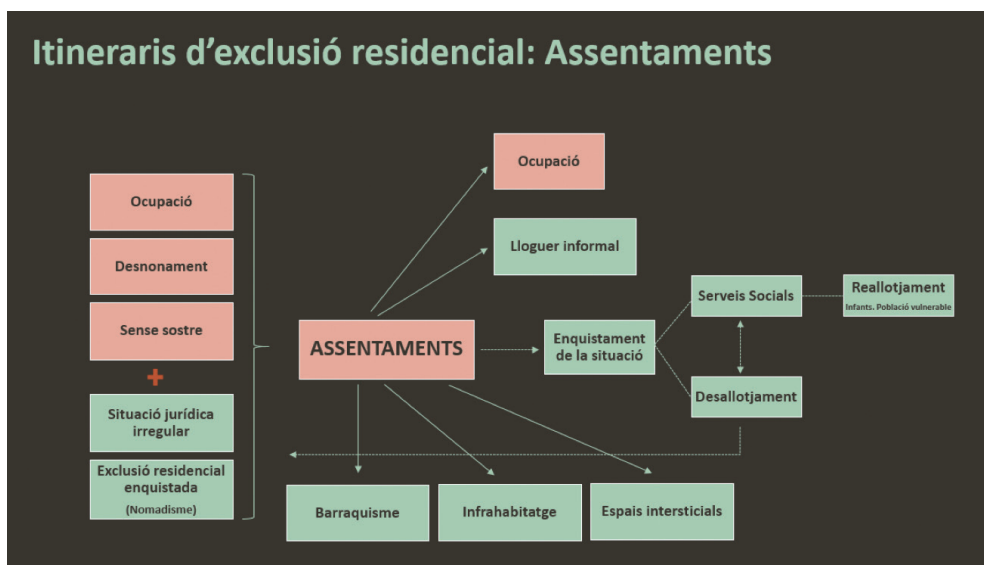 Itineraris d'exclusió residencial: Assentaments
Ocupació
Desnonament
Sense sostre
+
Situació jurídica
irregular
Exclusió residencial
enquistada
(Nomadisme)
ASSENTAMENTS
Ocupació
Lloguer informal
Enquistament
de la situació
Serveis Socials
Reallotjament
Infants. Població vulnerable
Desallotjament
Barraquisme
Infrahabitatge
Espais intersticials